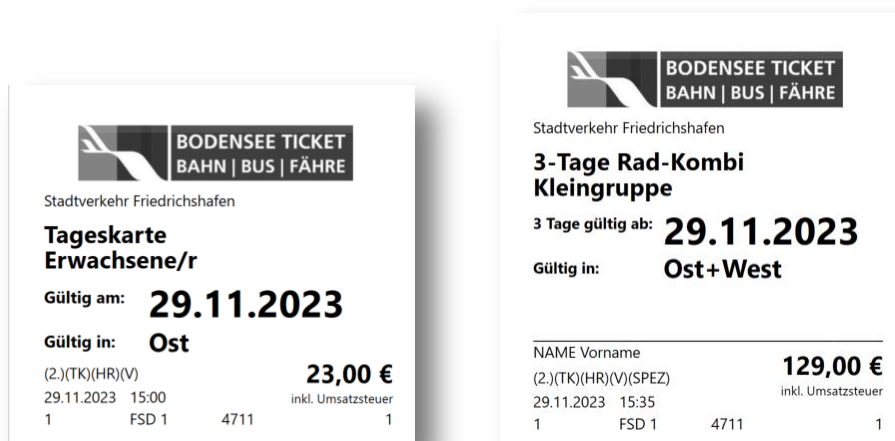 BODENSEE TICKET
BAHN | BUS | FÄHRE
Stadtverkehr Friedrichshafen
Tageskarte
Erwachsene/r
Gültig am: 29.11.2023
Gültig in: Ost
(2.)(TK)(HR)(V) 23,00 €
29.11.2023 15:00 inkl. Umsatzsteuer
1 FSD 1 4711 1
BODENSEE TICKET
BAHN | BUS | FÄHRE
Stadtverkehr Friedrichshafen
3-Tage Rad-Kombi
Kleingruppe
3 Tage gültig ab: 29.11.2023
Gültig in: Ost+West
NAME Vorname
129,00 €
(2.)(TK)(HR)(V)(SPEZ)
inkl. Umsatzsteuer
29.11.2023 15:35
1 FSD 1 4711 1